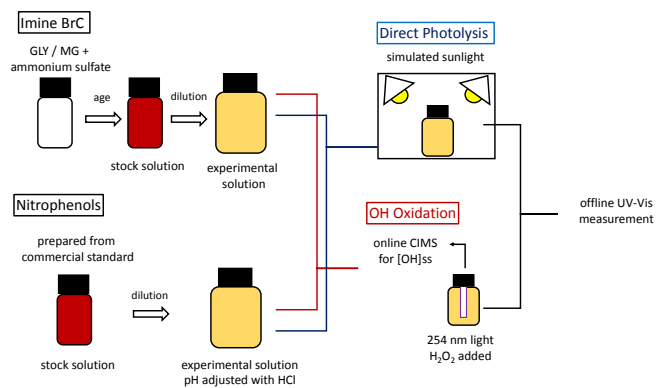 Imine BrC
GLY / MG +
ammonium sulfate
age
dilution
stock solution
experimental
solution
Nitrophenols
prepared from
commercial standard
dilution
stock solution
experimental solution
pH adjusted with HCl
Direct Photolysis
simulated sunlight
OH Oxidation
online CIMS
for [OH]ss
254 nm light
H₂O₂ added
offline UV-Vis
measurement